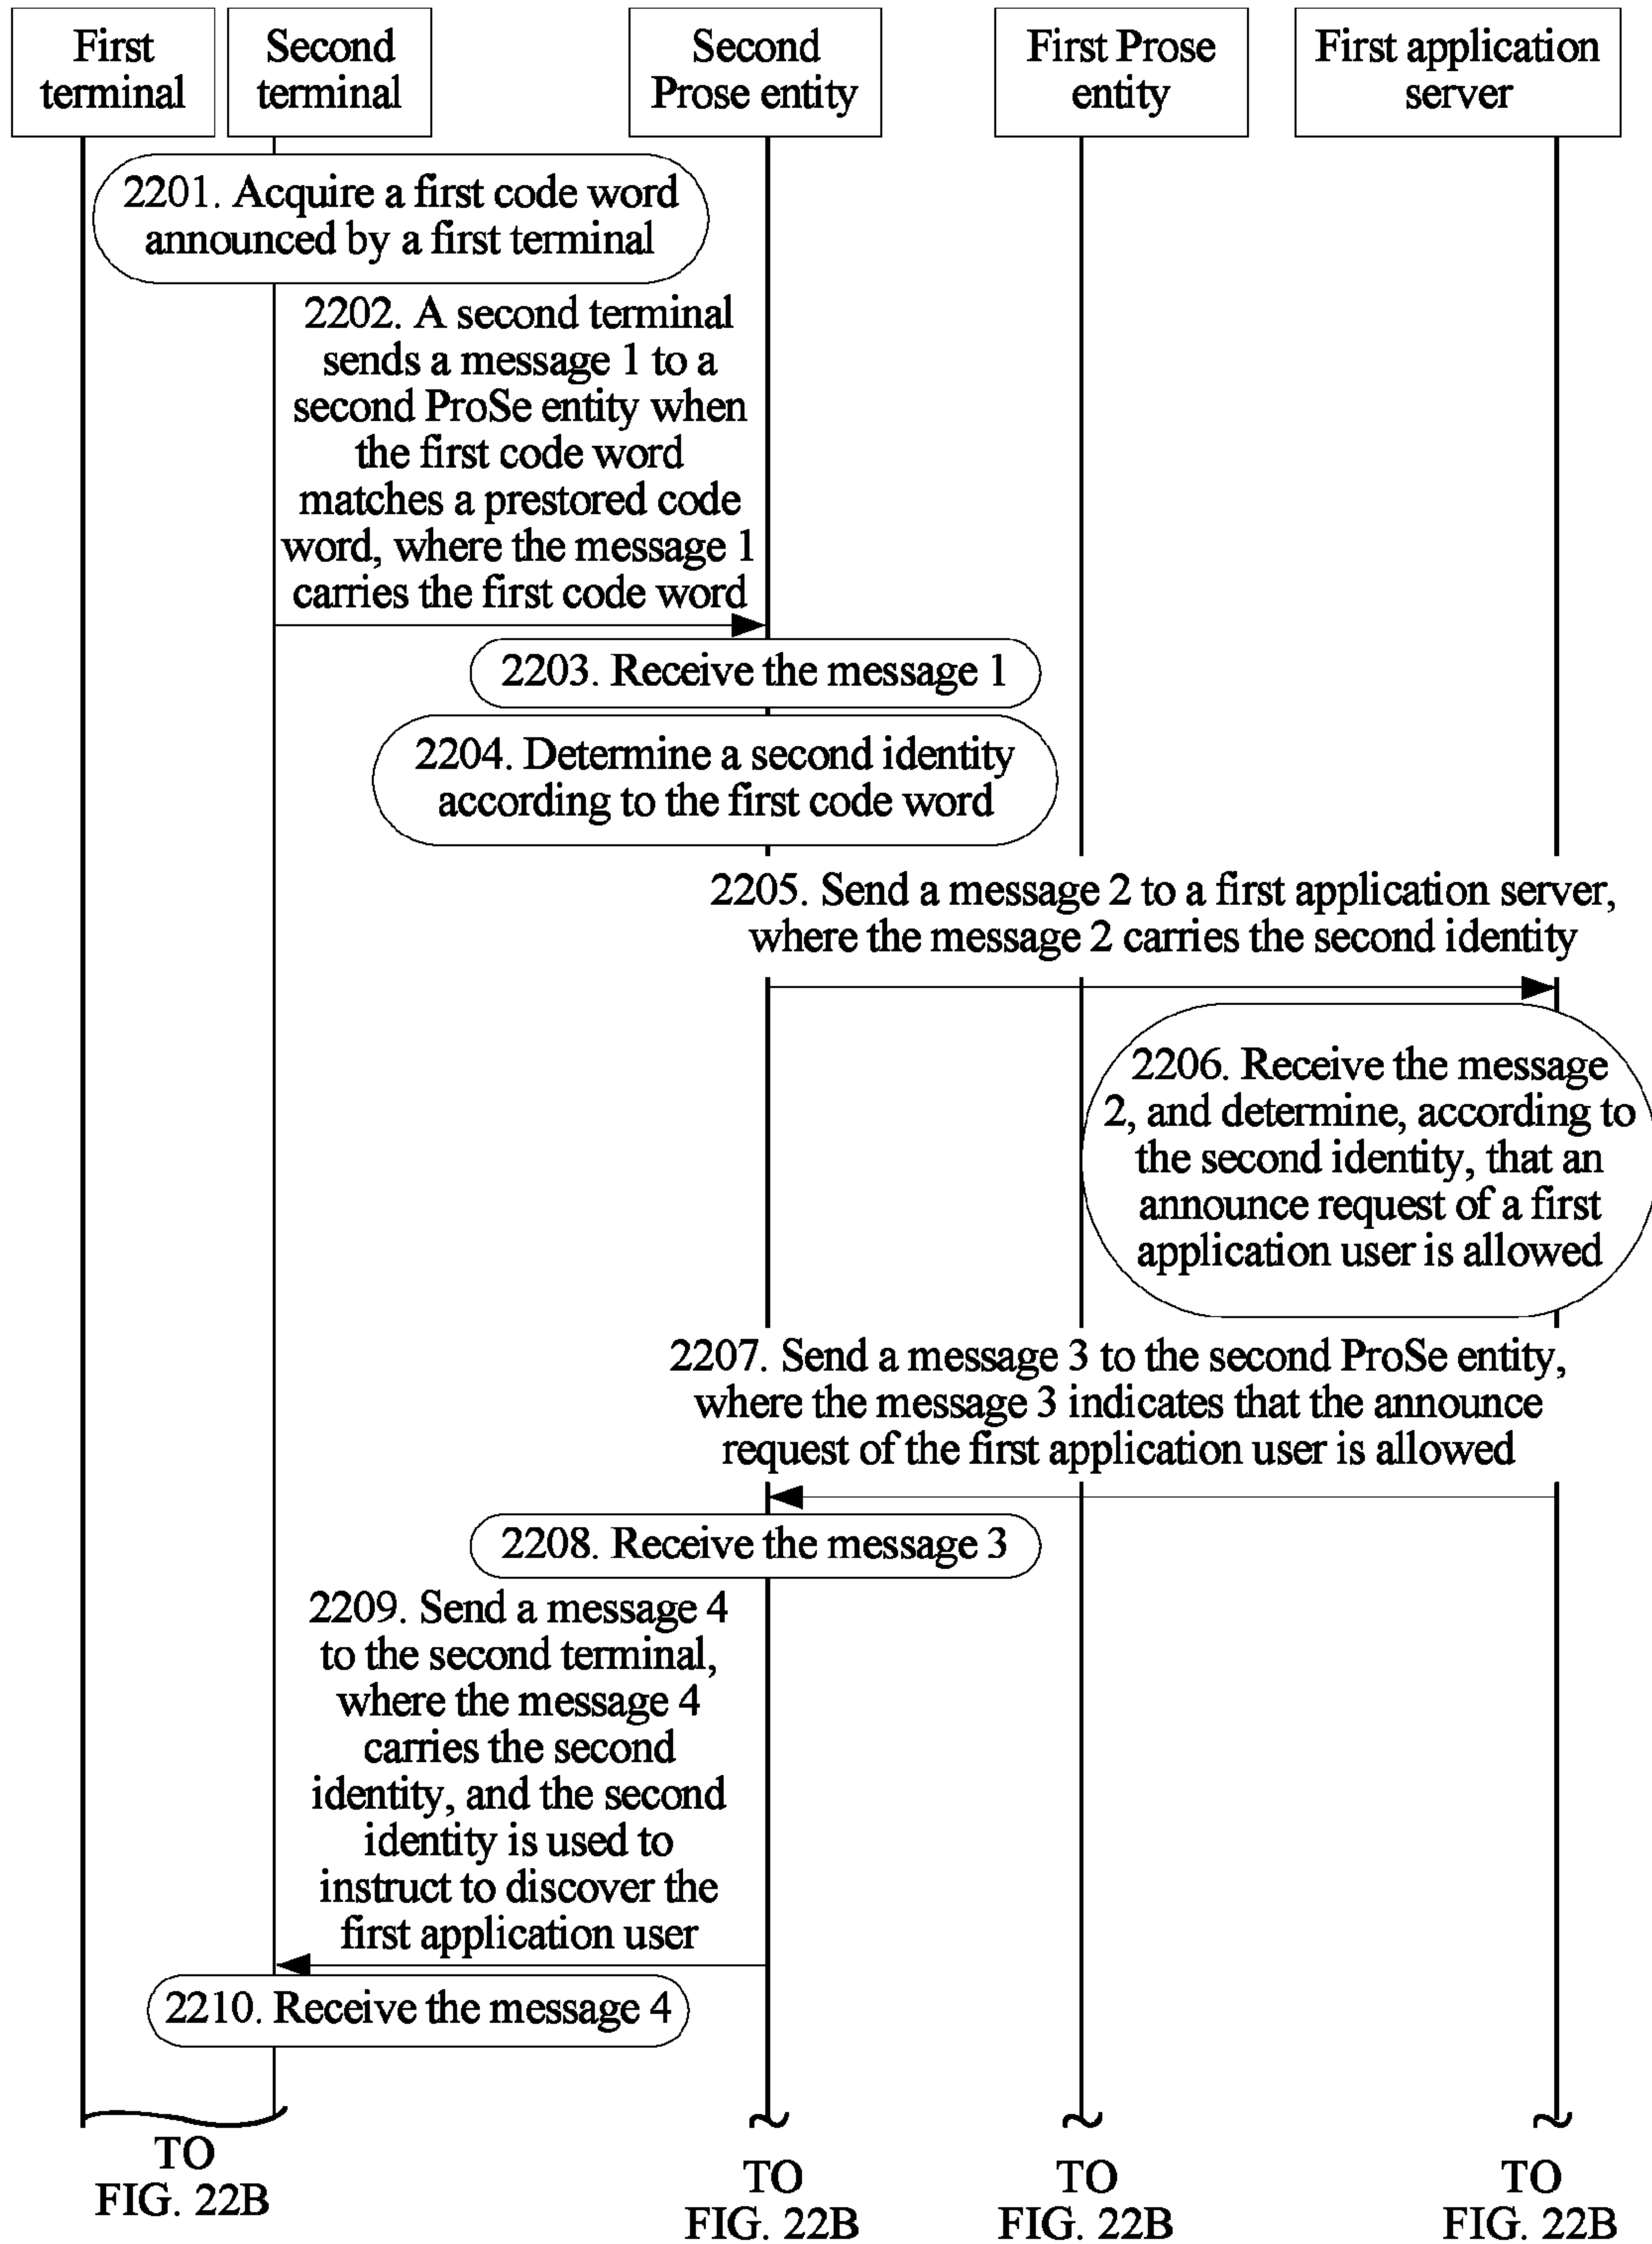 First
terminal
Second
terminal
Second
Prose entity
First Prose
entity
First application
server
2201. Acquire a first code word
announced by a first terminal
2202. A second terminal
sends a message 1 to a
second ProSe entity when
the first code word
matches a prestored code
word, where the message 1
carries the first code word
2203. Receive the message 1
2204. Determine a second identity
according to the first code word
2205. Send a message 2 to a first application server,
where the message 2 carries the second identity
2206. Receive the message
2, and determine, according to
the second identity, that an
announce request of a first
application user is allowed
2207. Send a message 3 to the second ProSe entity,
where the message 3 indicates that the announce
request of the first application user is allowed
2208. Receive the message 3
2209. Send a message 4
to the second terminal,
where the message 4
carries the second
identity, and the second
identity is used to
instruct to discover the
first application user
2210. Receive the message 4
TO
FIG. 22B
TO
FIG. 22B
TO
FIG. 22B
TO
FIG. 22B